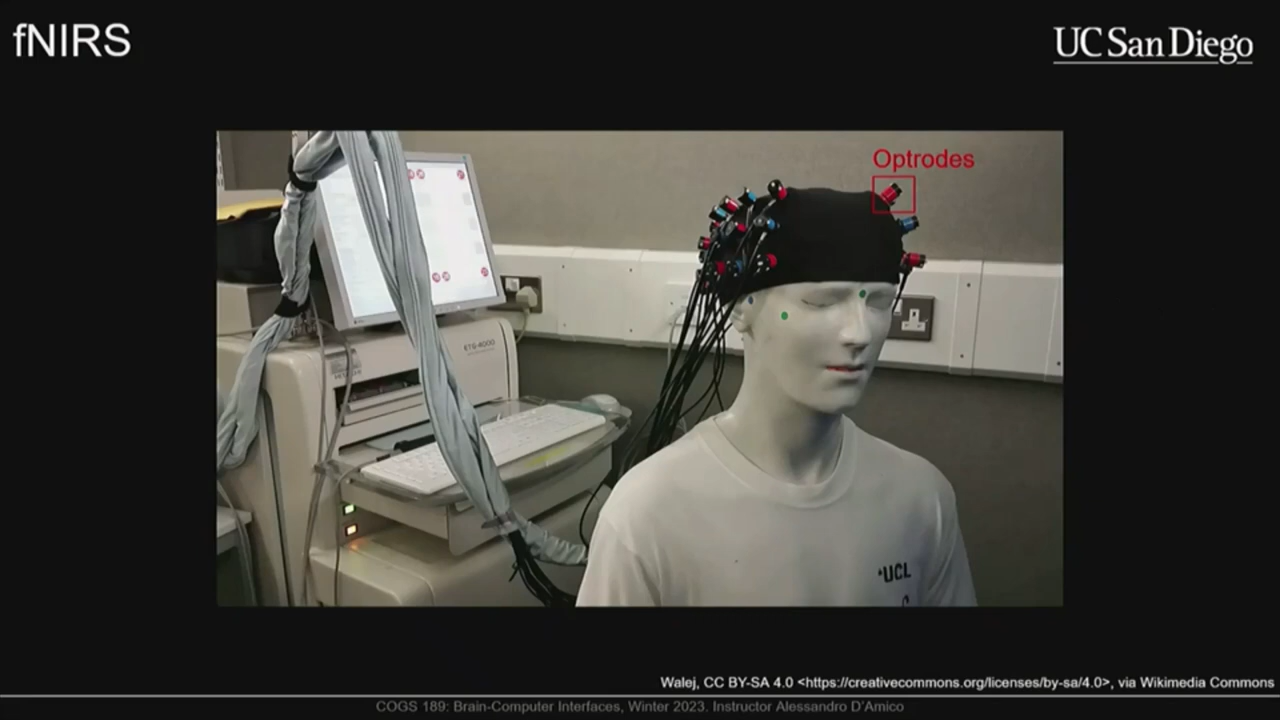 fNIRS
UC San Diego
Optrodes
ETG-4000
UCL
Walej, CC BY-SA 4.0 <https://creativecommons.org/licenses/by-sa/4.0>, via Wikimedia Commons
COGS 189: Brain-Computer Interfaces, Winter 2023. Instructor Alessandro D'Amico